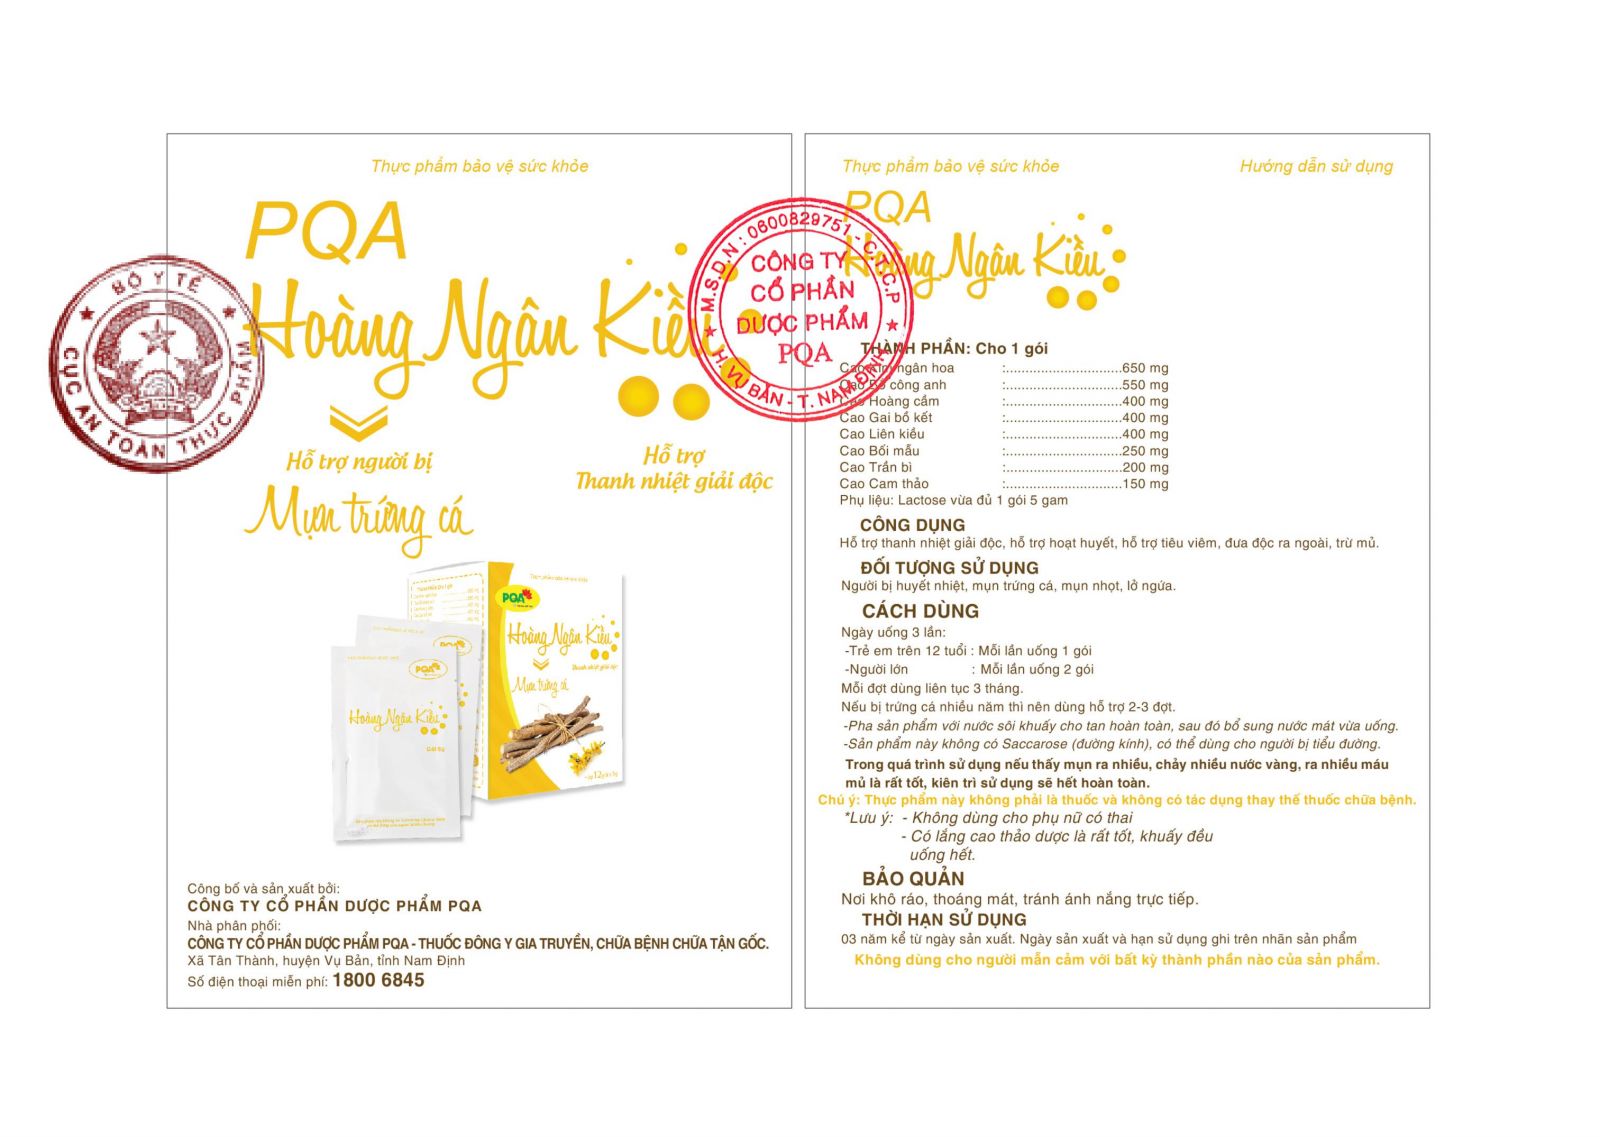 Thực phẩm bảo vệ sức khỏe
PQA
Hoàng Ngân Kiều
Hỗ trợ người bị
Mụn trứng cá
Hỗ trợ
Thanh nhiệt giải độc
BỘ Y TẾ
CỤC AN TOÀN THỰC PHẨM
M.S.D.N: 0600829751 - C.T.C.P
CÔNG TY
CỔ PHẦN
DƯỢC PHẨM
PQA
H. VỤ BẢN - T. NAM ĐỊNH
PQA
Hoàng Ngân Kiều
Thanh nhiệt giải độc
Mụn trứng cá
PQA
Hoàng Ngân Kiều
Công bố và sản xuất bởi:
CÔNG TY CỔ PHẦN DƯỢC PHẨM PQA
Nhà phân phối:
CÔNG TY CỔ PHẦN DƯỢC PHẨM PQA - THUỐC ĐÔNG Y GIA TRUYỀN, CHỮA BỆNH CHỮA TẬN GỐC.
Xã Tân Thành, huyện Vụ Bản, tỉnh Nam Định
Số điện thoại miễn phí: 1800 6845
Thực phẩm bảo vệ sức khỏe Hướng dẫn sử dụng
PQA
Hoàng Ngân Kiều
THÀNH PHẦN: Cho 1 gói
Cao Kim ngân hoa :............................650 mg
Cao Bồ công anh :............................550 mg
Cao Hoàng cầm :............................400 mg
Cao Gai bồ kết :............................400 mg
Cao Liên kiều :............................400 mg
Cao Bối mẫu :............................250 mg
Cao Trần bì :............................200 mg
Cao Cam thảo :............................150 mg
Phụ liệu: Lactose vừa đủ 1 gói 5 gam
CÔNG DỤNG
Hỗ trợ thanh nhiệt giải độc, hỗ trợ hoạt huyết, hỗ trợ tiêu viêm, đưa độc ra ngoài, trừ mủ.
ĐỐI TƯỢNG SỬ DỤNG
Người bị huyết nhiệt, mụn trứng cá, mụn nhọt, lở ngứa.
CÁCH DÙNG
Ngày uống 3 lần:
-Trẻ em trên 12 tuổi : Mỗi lần uống 1 gói
-Người lớn : Mỗi lần uống 2 gói
Mỗi đợt dùng liên tục 3 tháng.
Nếu bị trứng cá nhiều năm thì nên dùng hỗ trợ 2-3 đợt.
-Pha sản phẩm với nước sôi khuấy cho tan hoàn toàn, sau đó bổ sung nước mát vừa uống.
-Sản phẩm này không có Saccarose (đường kính), có thể dùng cho người bị tiểu đường.
Trong quá trình sử dụng nếu thấy mụn ra nhiều, chảy nhiều nước vàng, ra nhiều máu
mủ là rất tốt, kiên trì sử dụng sẽ hết hoàn toàn.
Chú ý: Thực phẩm này không phải là thuốc và không có tác dụng thay thế thuốc chữa bệnh.
*Lưu ý: - Không dùng cho phụ nữ có thai
- Có lắng cao thảo dược là rất tốt, khuấy đều
uống hết.
BẢO QUẢN
Nơi khô ráo, thoáng mát, tránh ánh nắng trực tiếp.
THỜI HẠN SỬ DỤNG
03 năm kể từ ngày sản xuất. Ngày sản xuất và hạn sử dụng ghi trên nhãn sản phẩm
Không dùng cho người mẫn cảm với bất kỳ thành phần nào của sản phẩm.